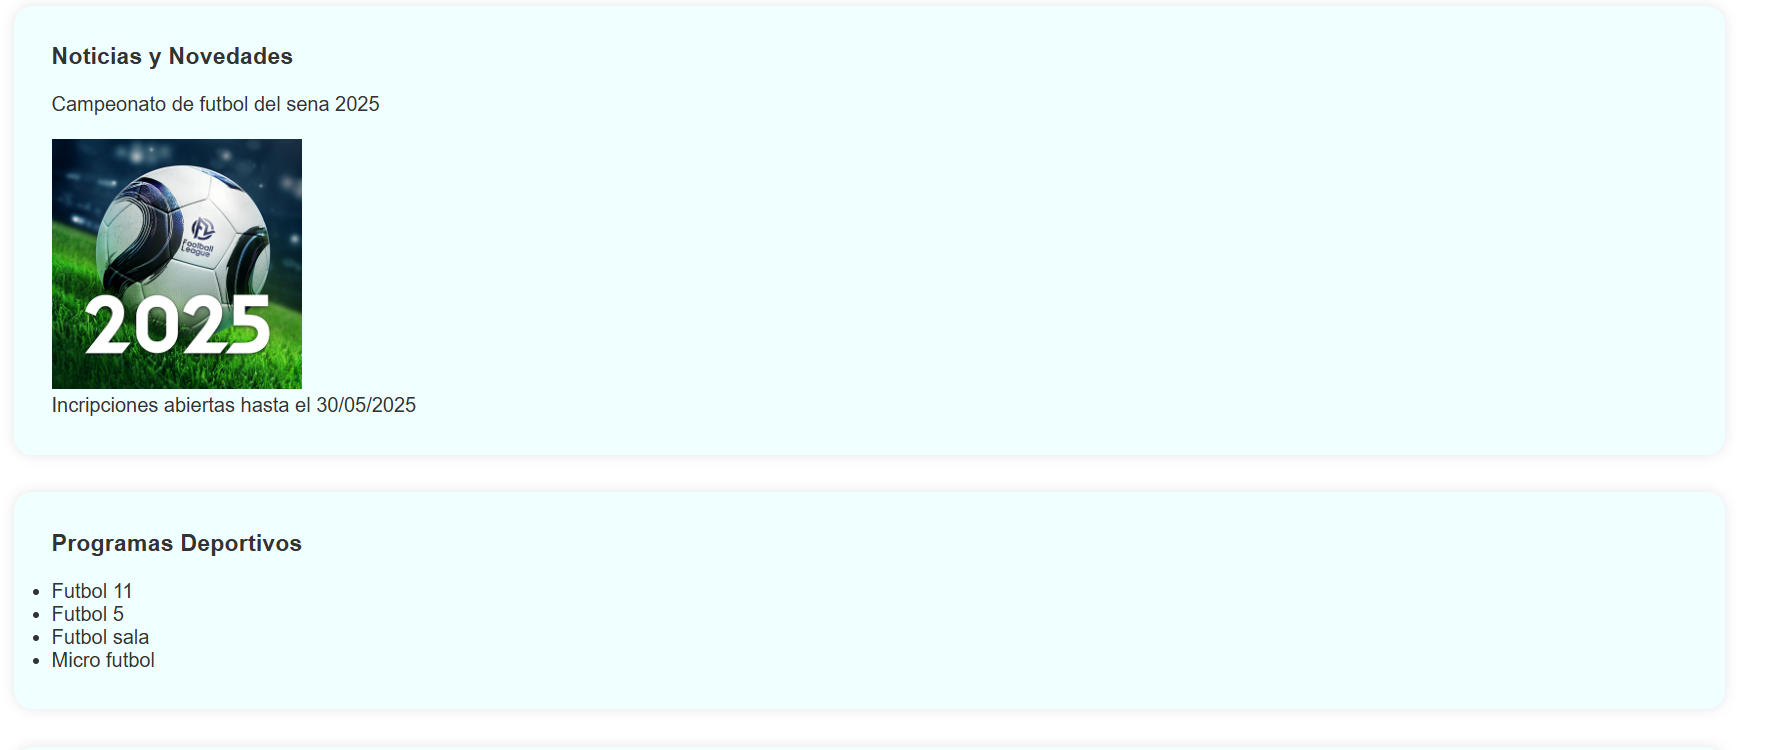 Noticias y Novedades
Campeonato de futbol del sena 2025
Football
League
2025
Incripciones abiertas hasta el 30/05/2025
Programas Deportivos
Futbol 11
Futbol 5
Futbol sala
Micro futbol